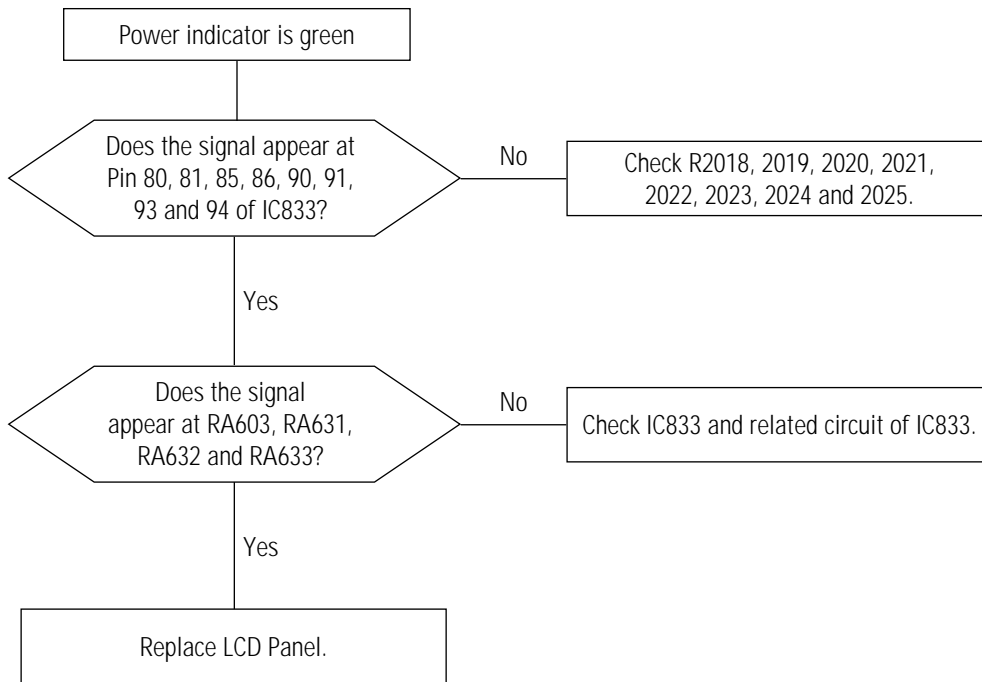 Power indicator is green
Does the signal appear at
Pin 80, 81, 85, 86, 90, 91,
93 and 94 of IC833?
No
Check R2018, 2019, 2020, 2021,
2022, 2023, 2024 and 2025.
Yes
Does the signal
appear at RA603, RA631,
RA632 and RA633?
No
Check IC833 and related circuit of IC833.
Yes
Replace LCD Panel.